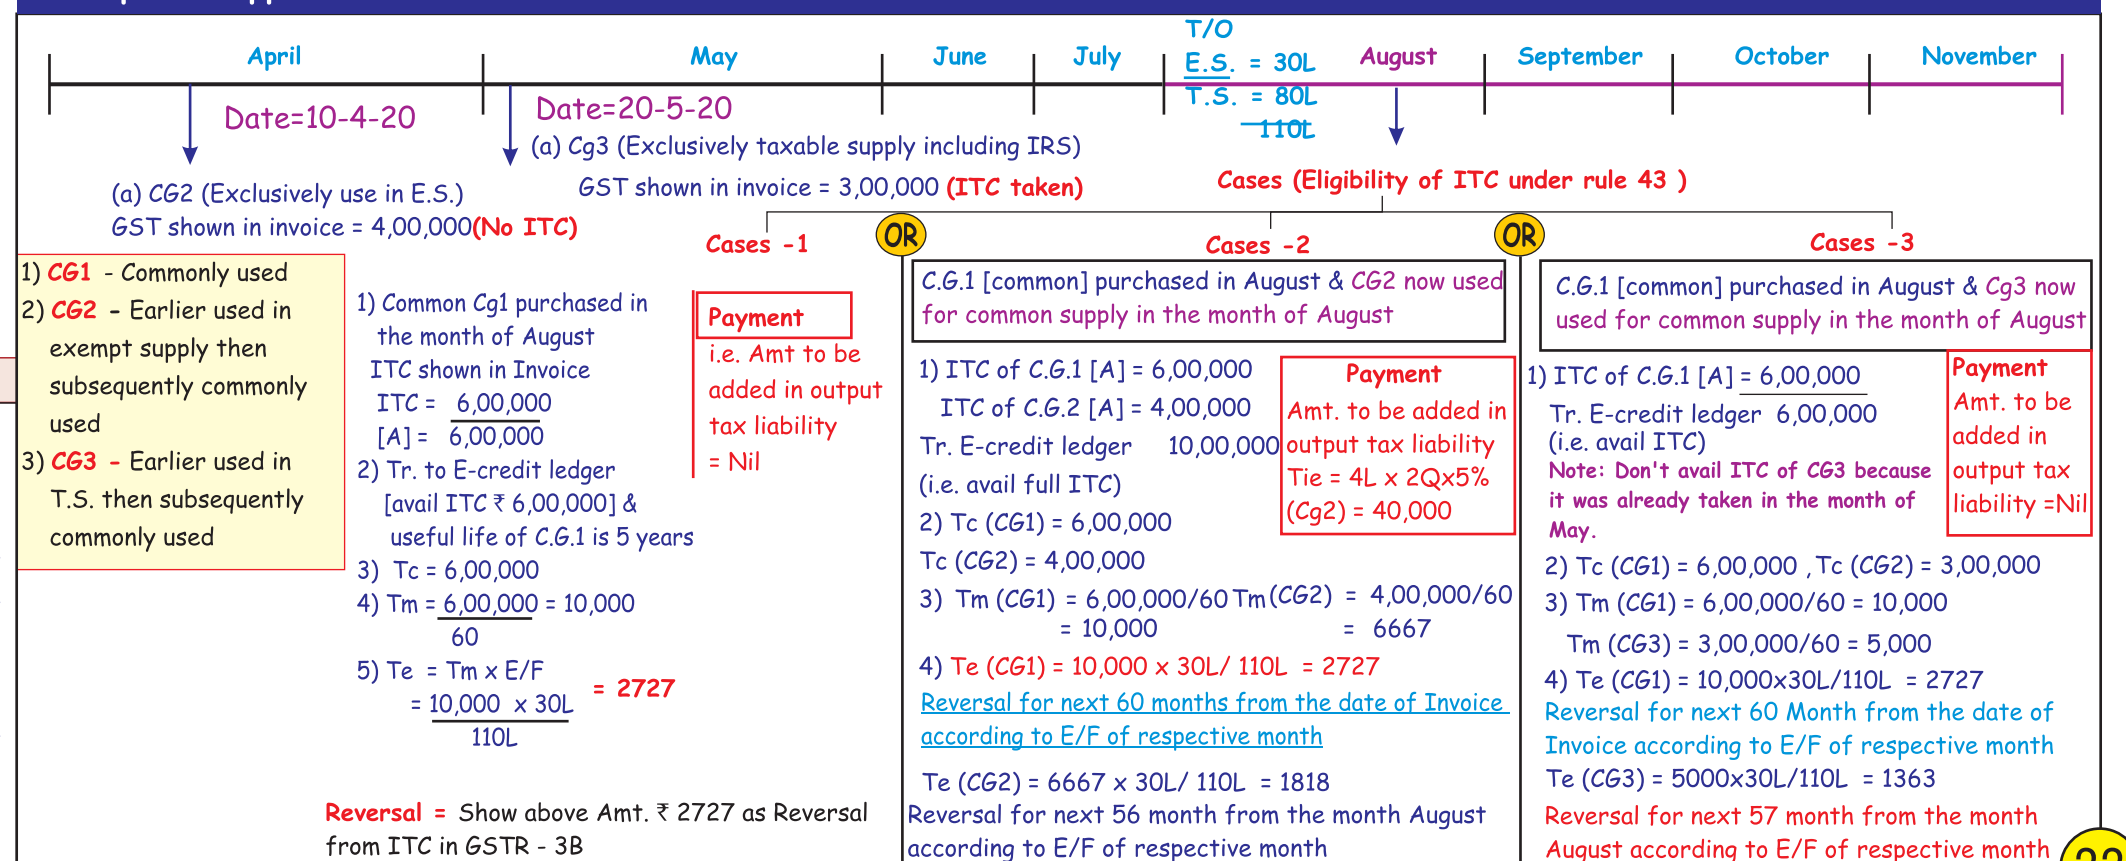 April
May
June
July
August
September
October
November
T/O
E.S. = 30L
T.S. = 80L
110L
Date=10-4-20
(a) CG2 (Exclusively use in E.S.)
GST shown in invoice = 4,00,000(No ITC)
Date=20-5-20
(a) Cg3 (Exclusively taxable supply including IRS)
GST shown in invoice = 3,00,000 (ITC taken)
Cases (Eligibility of ITC under rule 43 )
1) CG1 - Commonly used
2) CG2 - Earlier used in
exempt supply then
subsequently commonly
used
3) CG3 - Earlier used in
T.S. then subsequently
commonly used
Cases -1
1) Common Cg1 purchased in
the month of August
ITC shown in Invoice
ITC = 6,00,000
[A] = 6,00,000
2) Tr. to E-credit ledger
[avail ITC ₹ 6,00,000] &
useful life of C.G.1 is 5 years
3) Tc = 6,00,000
4) Tm = 6,00,000 = 10,000
60
5) Te = Tm x E/F
= 10,000 x 30L = 2727
110L
Payment
i.e. Amt to be
added in output
tax liability
= Nil
Reversal = Show above Amt. ₹ 2727 as Reversal
from ITC in GSTR - 3B
OR
Cases -2
C.G.1 [common] purchased in August & CG2 now used
for common supply in the month of August
1) ITC of C.G.1 [A] = 6,00,000
ITC of C.G.2 [A] = 4,00,000
Tr. E-credit ledger 10,00,000
(i.e. avail full ITC)
2) Tc (CG1) = 6,00,000
Tc (CG2) = 4,00,000
3) Tm (CG1) = 6,00,000/60 Tm (CG2) = 4,00,000/60
= 10,000 = 6667
4) Te (CG1) = 10,000 x 30L/ 110L = 2727
Reversal for next 60 months from the date of Invoice
according to E/F of respective month
Te (CG2) = 6667 x 30L/ 110L = 1818
Reversal for next 56 month from the month August
according to E/F of respective month
Payment
Amt. to be added in
output tax liability
Tie = 4L x 2Qx5%
(Cg2) = 40,000
OR
Cases -3
C.G.1 [common] purchased in August & Cg3 now
used for common supply in the month of August
1) ITC of C.G.1 [A] = 6,00,000
Tr. E-credit ledger 6,00,000
(i.e. avail ITC)
Note: Don't avail ITC of CG3 because
it was already taken in the month of
May.
2) Tc (CG1) = 6,00,000 , Tc (CG2) = 3,00,000
3) Tm (CG1) = 6,00,000/60 = 10,000
Tm (CG3) = 3,00,000/60 = 5,000
4) Te (CG1) = 10,000x30L/110L = 2727
Reversal for next 60 Month from the date of
Invoice according to E/F of respective month
Te (CG3) = 5000x30L/110L = 1363
Reversal for next 57 month from the month
August according to E/F of respective month
Payment
Amt. to be
added in
output tax
liability =Nil